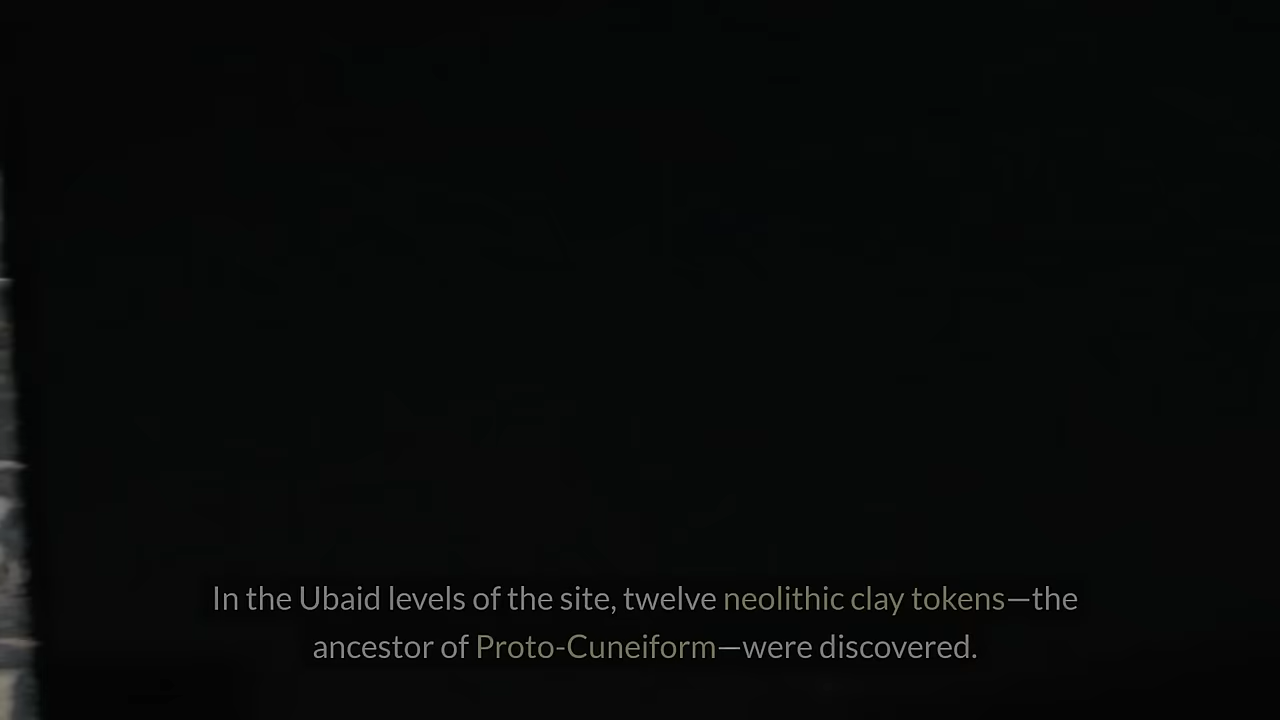 In the Ubaid levels of the site, twelve neolithic clay tokens—the
ancestor of Proto-Cuneiform—were discovered.